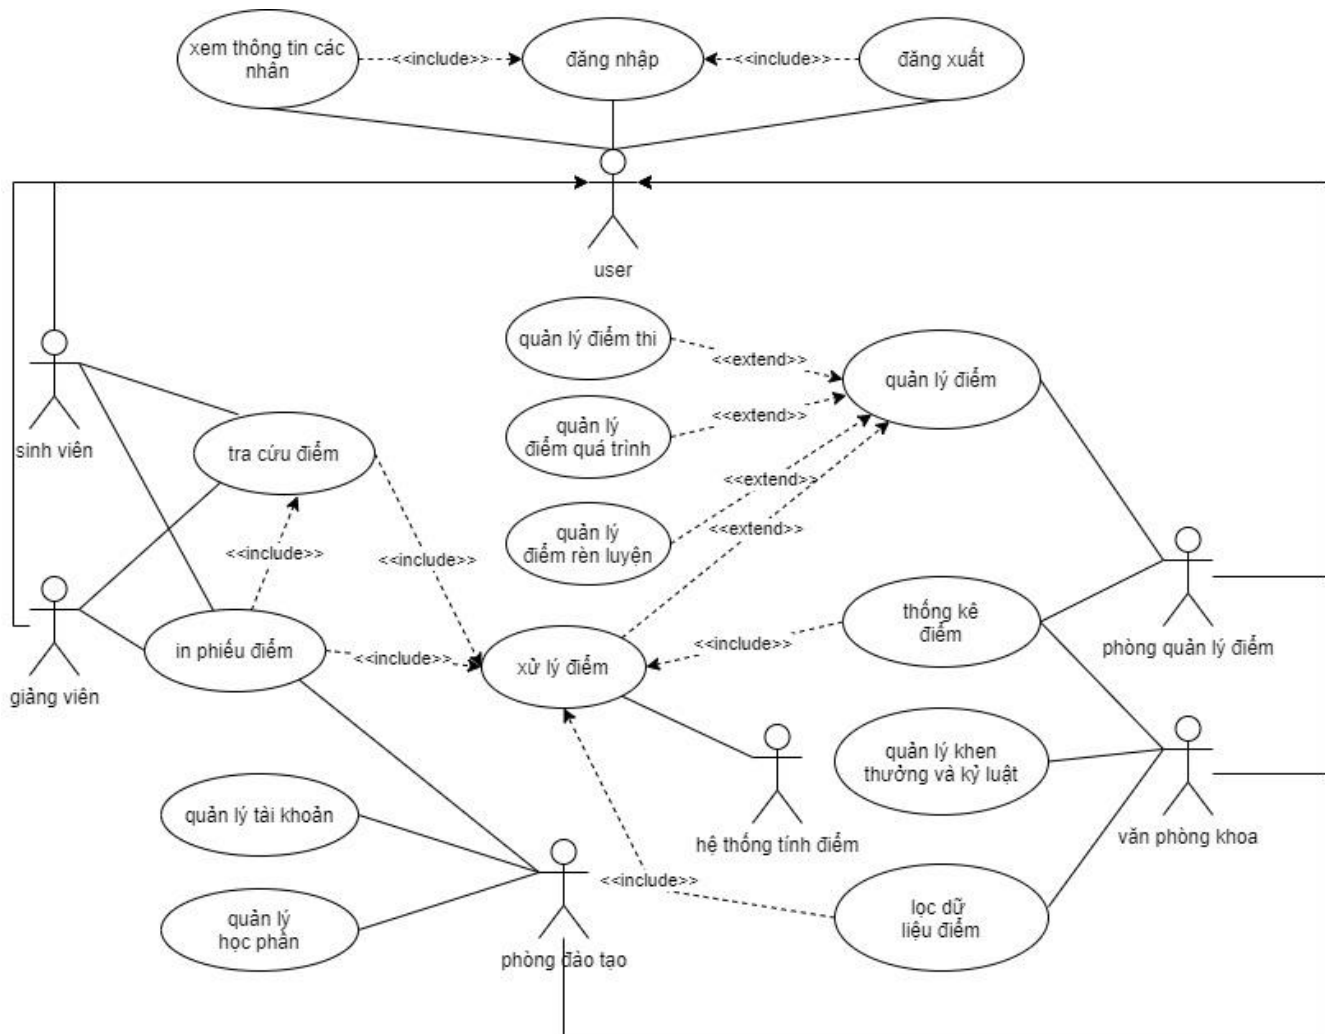 xem thông tin các
nhân
<<include>>
đăng nhập
<<include>>
đăng xuất
user
quản lý điểm thi
<<extend>>
quản lý điểm
quản lý
điểm quá trình
<<extend>>
sinh viên
tra cứu điểm
<<extend>>
quản lý
điểm rèn luyện
<<extend>>
<<include>>
<<include>>
thống kê
điểm
phòng quản lý điểm
in phiếu điểm
<<include>>
xử lý điểm
<<include>>
giảng viên
quản lý khen
thưởng và kỷ luật
quản lý tài khoản
hệ thống tính điểm
văn phòng khoa
<<include>>
quản lý
học phần
lọc dữ
liệu điểm
phòng đào tạo